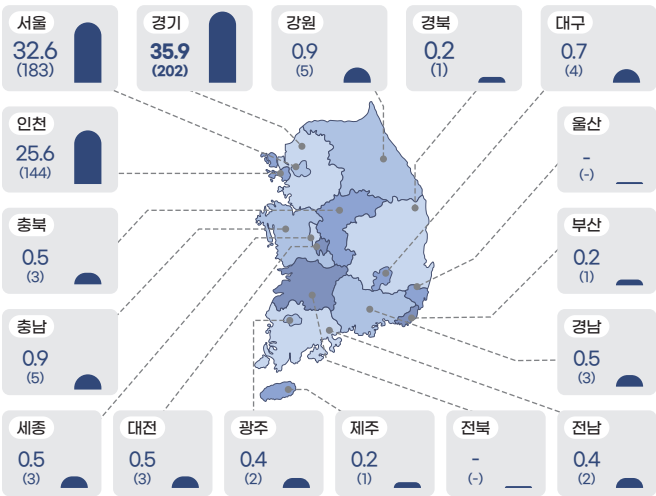 서울
32.6
(183)
경기
35.9
(202)
강원
0.9
(5)
경북
0.2
(1)
대구
0.7
(4)
인천
25.6
(144)
울산
-
(-)
충북
0.5
(3)
부산
0.2
(1)
충남
0.9
(5)
경남
0.5
(3)
세종
0.5
(3)
대전
0.5
(3)
광주
0.4
(2)
제주
0.2
(1)
전북
-
(-)
전남
0.4
(2)